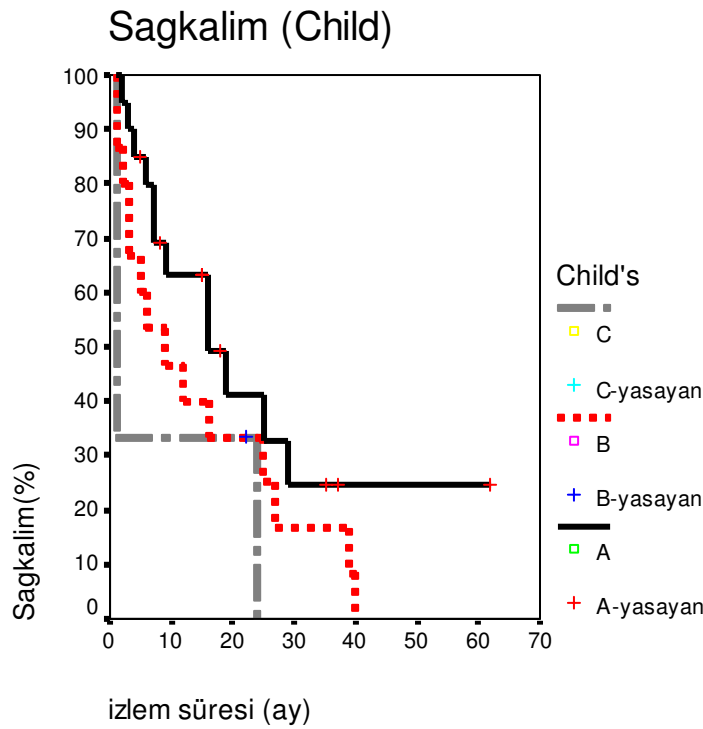 Sagkalim (Child)
100
90
80
70
60
50
40
30
20
10
0
Sagkalim(%)
0 10 20 30 40 50 60 70
izlem süresi (ay)
Child's
C
C-yasayan
B
B-yasayan
A
A-yasayan